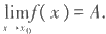 lim f(x) = A.
x→x₀